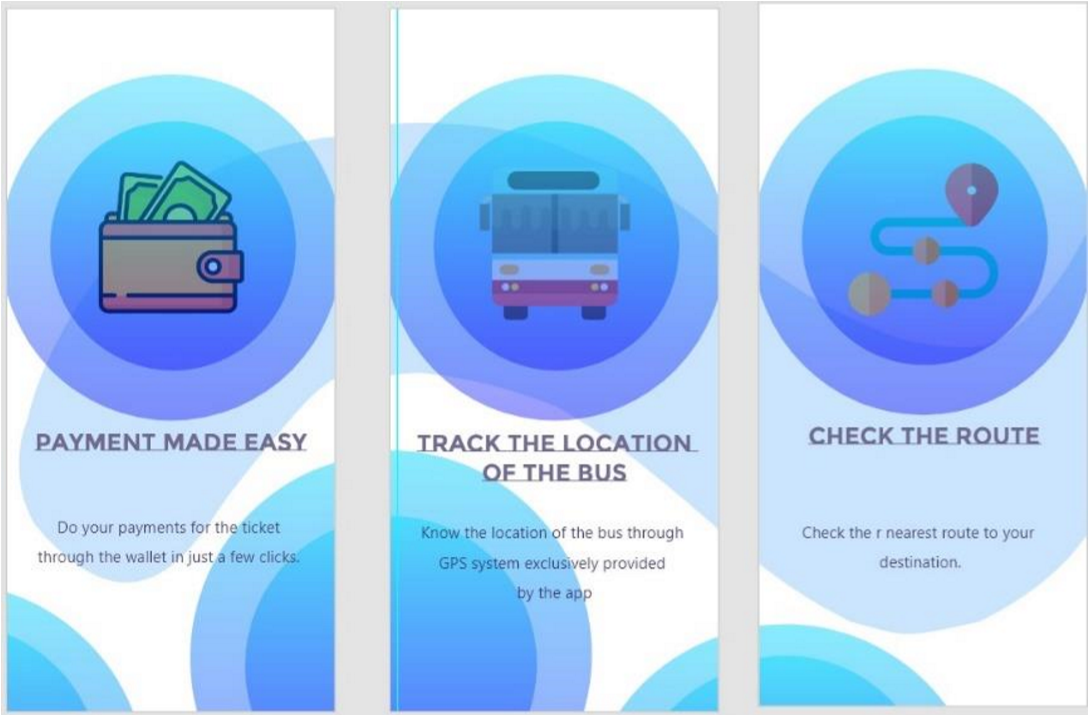 PAYMENT MADE EASY
Do your payments for the ticket
through the wallet in just a few clicks.
TRACK THE LOCATION
OF THE BUS
Know the location of the bus through
GPS system exclusively provided
by the app
CHECK THE ROUTE
Check the r nearest route to your
destination.